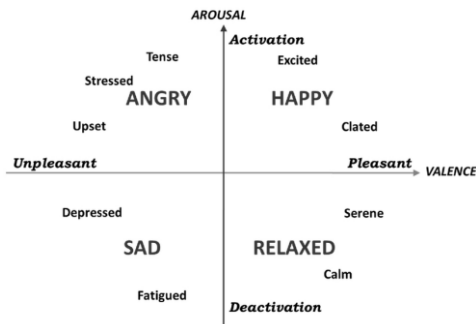 AROUSAL
Activation
Tense
Excited
Stressed
ANGRY
HAPPY
Upset
Clated
Unpleasant
Pleasant
VALENCE
Depressed
Serene
SAD
RELAXED
Calm
Fatigued
Deactivation